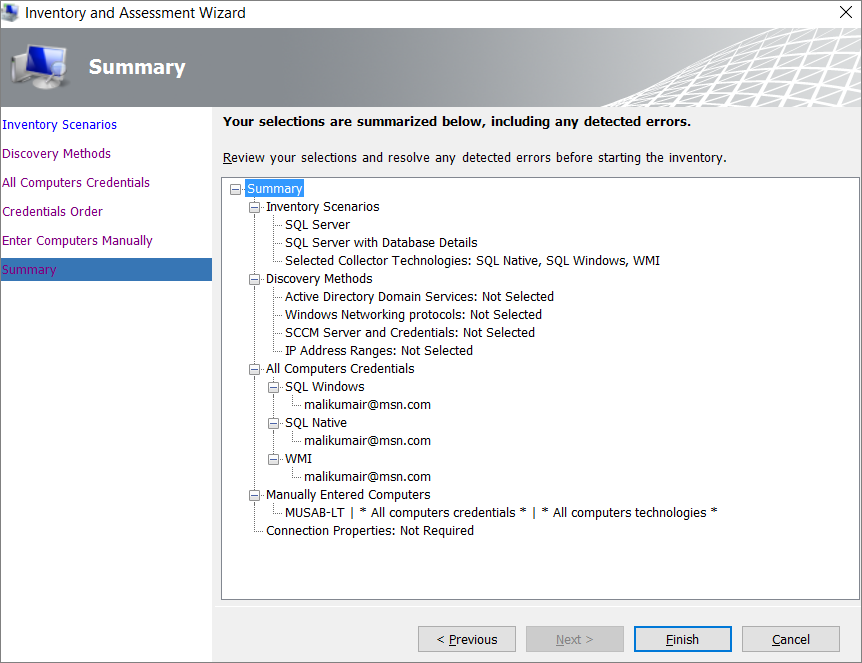 Inventory and Assessment Wizard
Summary
Inventory Scenarios
Discovery Methods
All Computers Credentials
Credentials Order
Enter Computers Manually
Summary
Your selections are summarized below, including any detected errors.
Review your selections and resolve any detected errors before starting the inventory.
Summary
Inventory Scenarios
SQL Server
SQL Server with Database Details
Selected Collector Technologies: SQL Native, SQL Windows, WMI
Discovery Methods
Active Directory Domain Services: Not Selected
Windows Networking protocols: Not Selected
SCCM Server and Credentials: Not Selected
IP Address Ranges: Not Selected
All Computers Credentials
SQL Windows
malikumair@msn.com
SQL Native
malikumair@msn.com
WMI
malikumair@msn.com
Manually Entered Computers
MUSAB-LT | * All computers credentials * | * All computers technologies *
Connection Properties: Not Required
< Previous Next > Finish Cancel